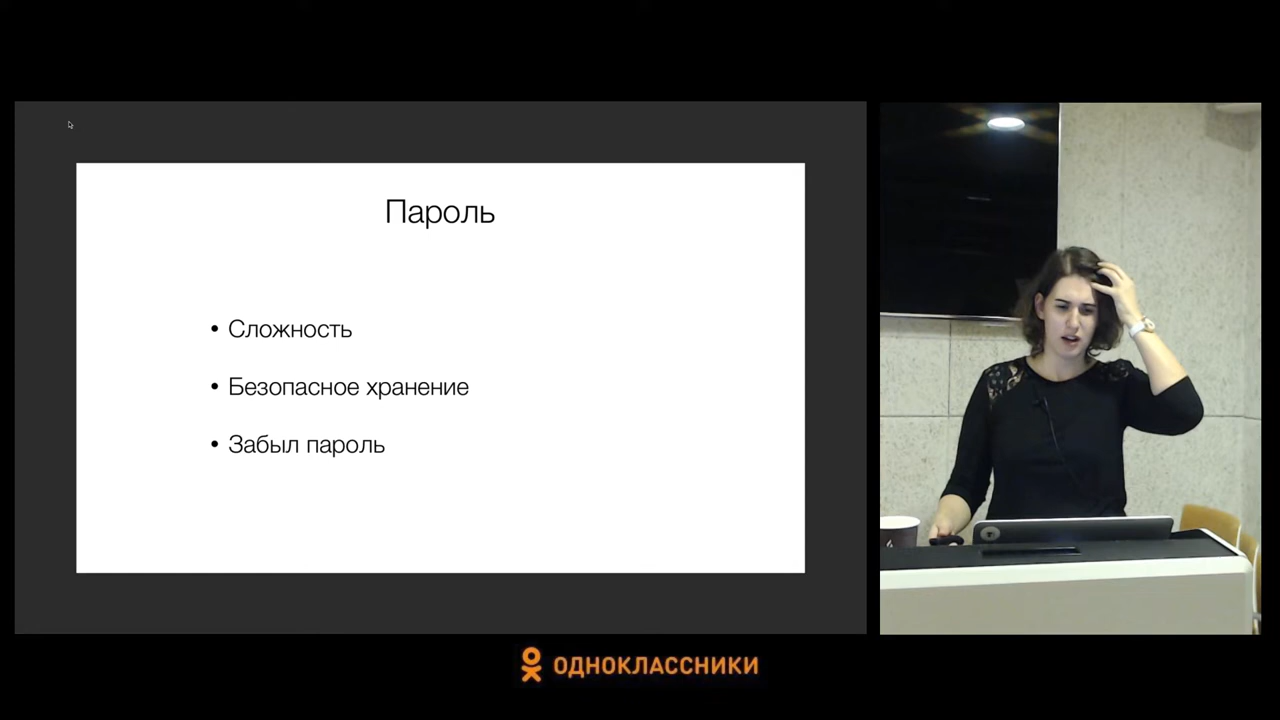 Пароль
• Сложность
• Безопасное хранение
• Забыл пароль
ОДНОКЛАССНИКИ